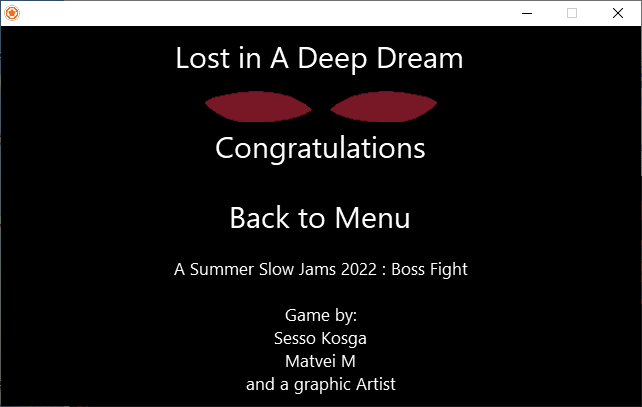 Lost in A Deep Dream
Congratulations
Back to Menu
A Summer Slow Jams 2022 : Boss Fight
Game by:
Sesso Kosga
Matvei M
and a graphic Artist